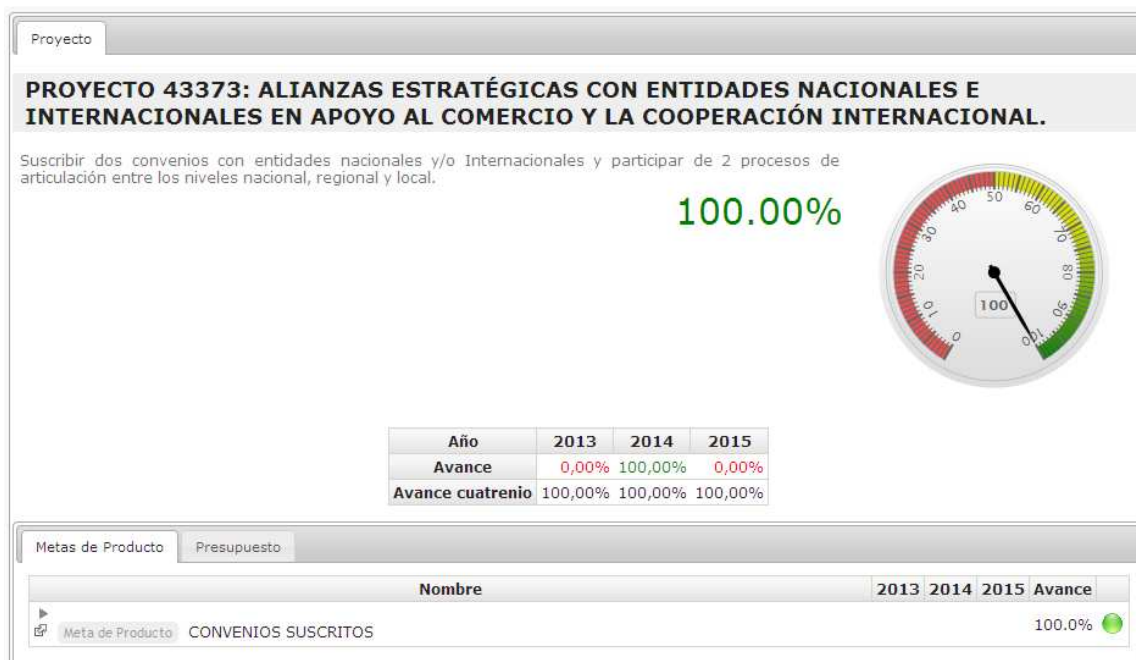 Proyecto
PROYECTO 43373: ALIANZAS ESTRATÉGICAS CON ENTIDADES NACIONALES E
INTERNACIONALES EN APOYO AL COMERCIO Y LA COOPERACIÓN INTERNACIONAL.
Suscribir dos convenios con entidades nacionales y/o Internacionales y participar de 2 procesos de
articulación entre los niveles nacional, regional y local.
100.00%
0 10 20 30 40 50 60 70 80 90 100
100
Año 2013 2014 2015
Avance 0,00% 100,00% 0,00%
Avance cuatrenio 100,00% 100,00% 100,00%
Metas de Producto Presupuesto
Nombre 2013 2014 2015 Avance
Meta de Producto CONVENIOS SUSCRITOS 100.0%